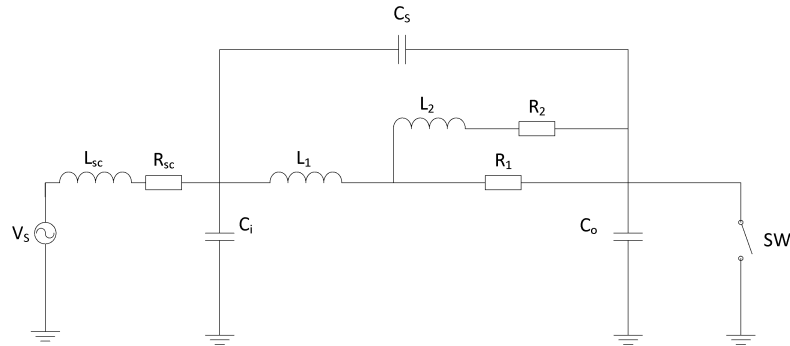 C_S
L_2
R_2
L_sc
R_sc
L_1
R_1
V_S
C_i
C_o
SW